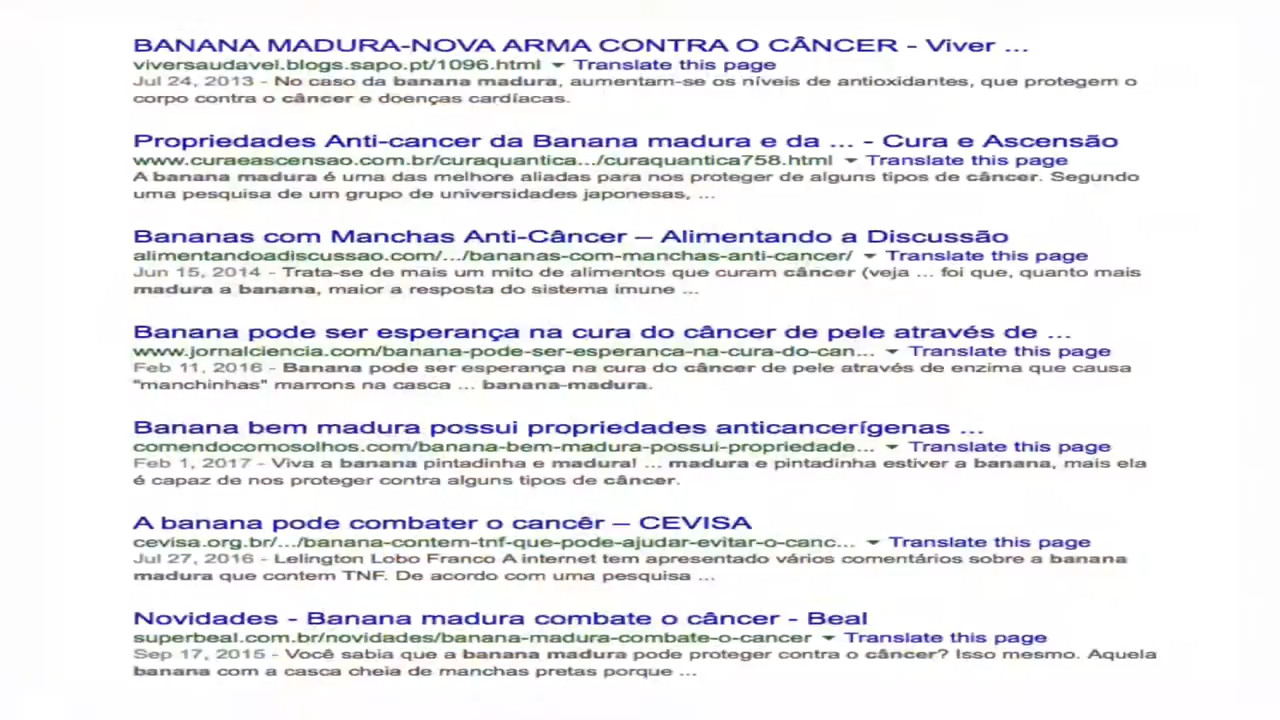 BANANA MADURA-NOVA ARMA CONTRA O CÂNCER - Viver ...
viversaudavel.blogs.sapo.pt/1096.html ▾ Translate this page
Jul 24, 2013 - No caso da banana madura, aumentam-se os níveis de antioxidantes, que protegem o
corpo contra o câncer e doenças cardíacas.
Propriedades Anti-cancer da Banana madura e da ... - Cura e Ascensão
www.curaeascensao.com.br/curaquantica.../curaquantica758.html ▾ Translate this page
A banana madura é uma das melhore aliadas para nos proteger de alguns tipos de câncer. Segundo
uma pesquisa de um grupo de universidades japonesas, ...
Bananas com Manchas Anti-Câncer – Alimentando a Discussão
alimentandoadiscussao.com/.../bananas-com-manchas-anti-cancer/ ▾ Translate this page
Jun 15, 2014 - Trata-se de mais um mito de alimentos que curam câncer (veja ... foi que, quanto mais
madura a banana, maior a resposta do sistema imune ...
Banana pode ser esperança na cura do câncer de pele através de ...
www.jornalciencia.com/banana-pode-ser-esperanca-na-cura-do-can... ▾ Translate this page
Feb 11, 2016 - Banana pode ser esperança na cura do câncer de pele através de enzima que causa
"manchinhas" marrons na casca ... banana-madura.
Banana bem madura possui propriedades anticancerígenas ...
comendocomosolhos.com/banana-bem-madura-possui-propriedade... ▾ Translate this page
Feb 1, 2017 - Viva a banana pintadinha e madura! ... madura e pintadinha estiver a banana, mais ela
é capaz de nos proteger contra alguns tipos de câncer.
A banana pode combater o cancêr – CEVISA
cevisa.org.br/.../banana-contem-tnf-que-pode-ajudar-evitar-o-canc... ▾ Translate this page
Jul 27, 2016 - Lelington Lobo Franco A internet tem apresentado vários comentários sobre a banana
madura que contem TNF. De acordo com uma pesquisa ...
Novidades - Banana madura combate o câncer - Beal
superbeal.com.br/novidades/banana-madura-combate-o-cancer ▾ Translate this page
Sep 17, 2015 - Você sabia que a banana madura pode proteger contra o câncer? Isso mesmo. Aquela
banana com a casca cheia de manchas pretas porque ...